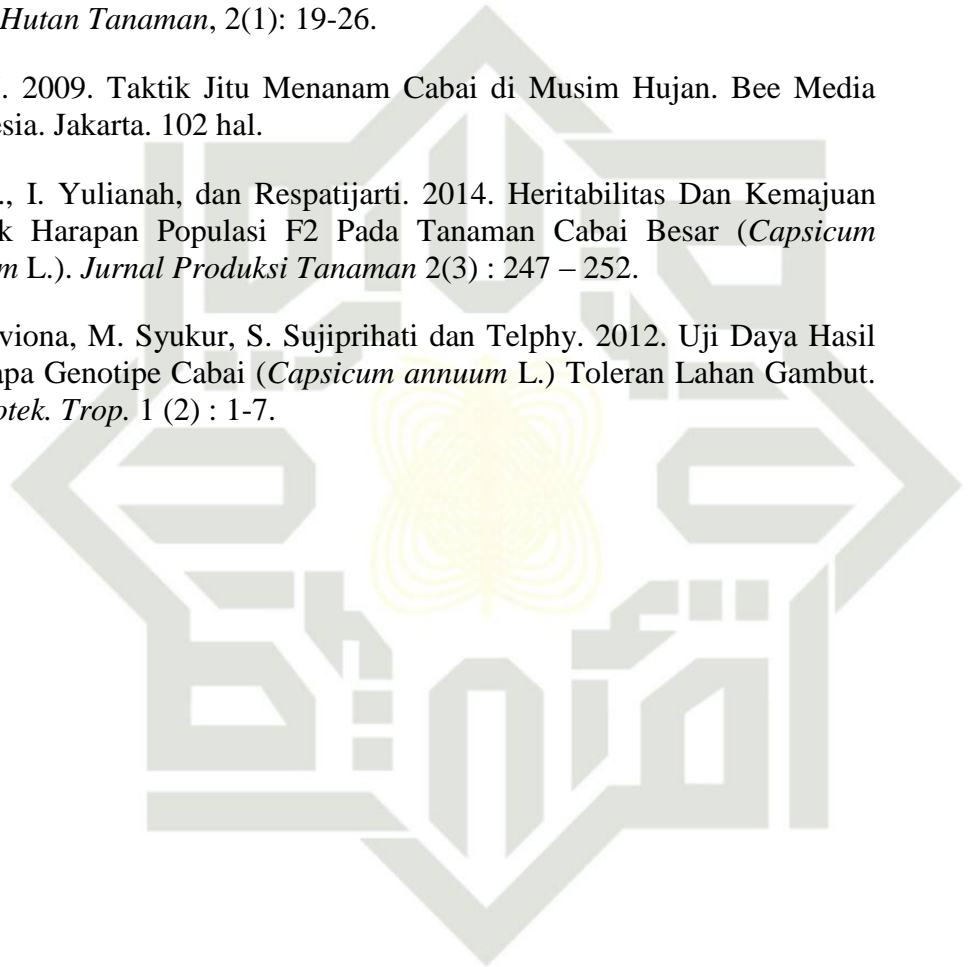 Hutan Tanaman, 2(1): 19-26.
. 2009. Taktik Jitu Menanam Cabai di Musim Hujan. Bee Media
esia. Jakarta. 102 hal.
., I. Yulianah, dan Respatijarti. 2014. Heritabilitas Dan Kemajuan
k Harapan Populasi F2 Pada Tanaman Cabai Besar (Capsicum
m L.). Jurnal Produksi Tanaman 2(3) : 247 – 252.
viona, M. Syukur, S. Sujiprihati dan Telphy. 2012. Uji Daya Hasil
apa Genotipe Cabai (Capsicum annuum L.) Toleran Lahan Gambut.
otek. Trop. 1 (2) : 1-7.